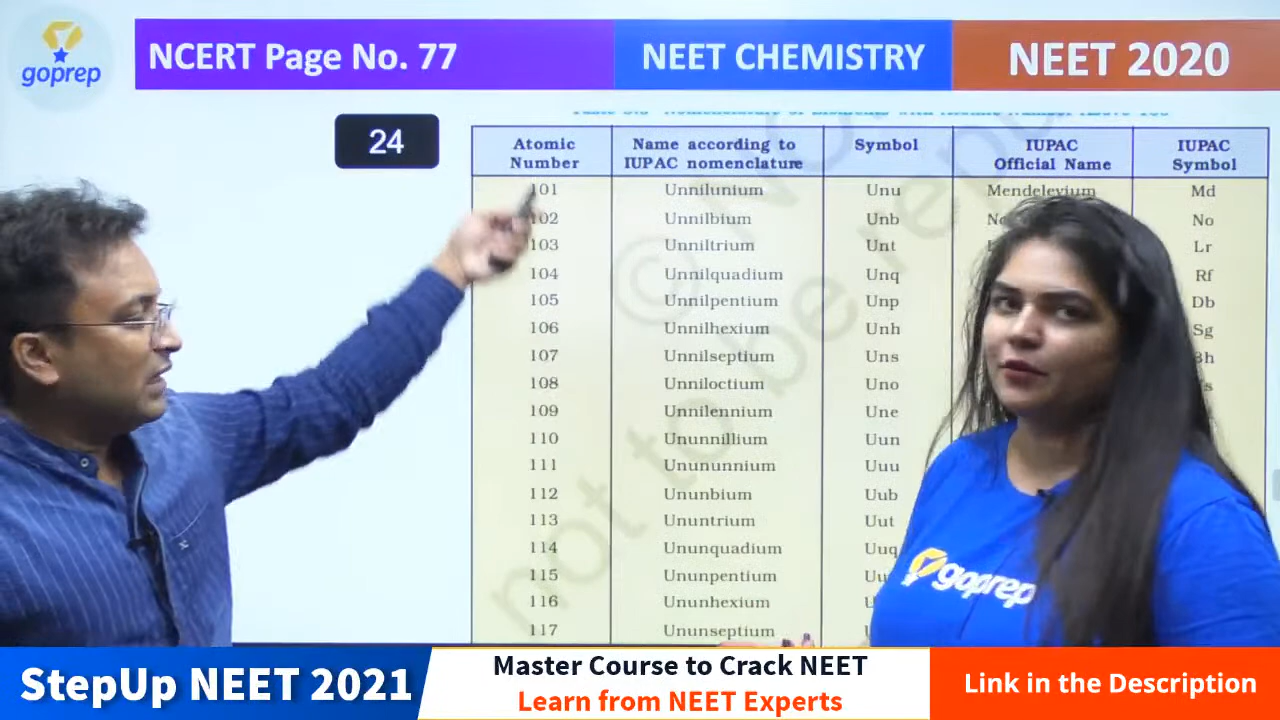 goprep
NCERT Page No. 77
NEET CHEMISTRY
NEET 2020
24
Atomic Number
Name according to IUPAC nomenclature
Symbol
IUPAC Official Name
IUPAC Symbol
101 Unnilunium Unu Mendelevium Md
102 Unnilbium Unb No
103 Unniltrium Unt Lr
104 Unnilquadium Unq Rf
105 Unnilpentium Unp Db
106 Unnilhexium Unh Sg
107 Unnilseptium Uns
108 Unniloctium Uno
109 Unnilennium Une
110 Ununnillium Uun
111 Unununnium Uuu
112 Ununbium Uub
113 Ununtrium Uut
114 Ununquadium Uuq
115 Ununpentium
116 Ununhexium
117 Ununseptium
© not to be
goprep
StepUp NEET 2021
Master Course to Crack NEET
Learn from NEET Experts
Link in the Description